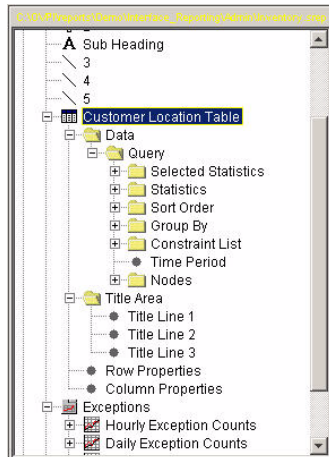 Sub Heading
3
4
5
Customer Location Table
Data
Query
Selected Statistics
Statistics
Sort Order
Group By
Constraint List
Time Period
Nodes
Title Area
Title Line 1
Title Line 2
Title Line 3
Row Properties
Column Properties
Exceptions
Hourly Exception Counts
Daily Exception Counts